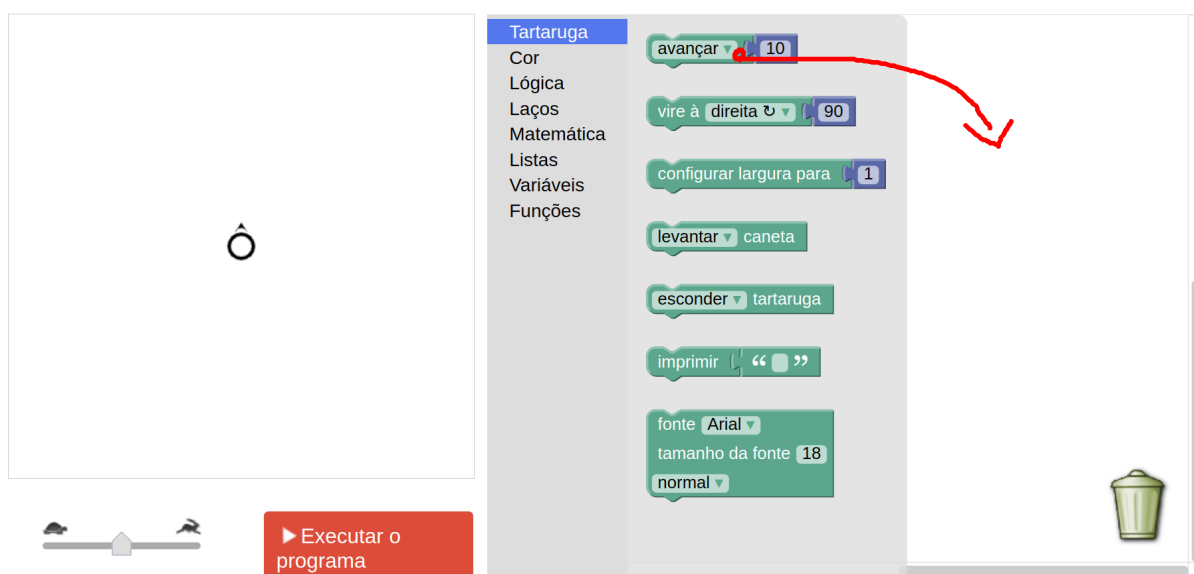 Tartaruga
Cor
Lógica
Laços
Matemática
Listas
Variáveis
Funções
avançar ▾ 10
vire à direita ↻ ▾ 90
configurar largura para 1
levantar ▾ caneta
esconder ▾ tartaruga
imprimir “ ”
fonte Arial ▾
tamanho da fonte 18
normal ▾
Executar o
programa